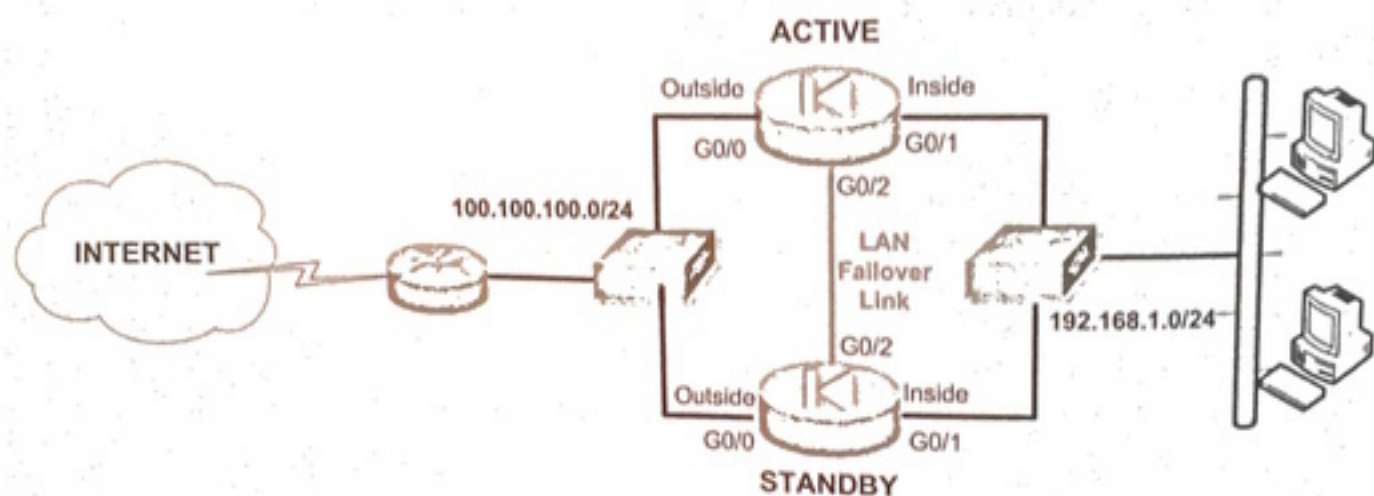 ACTIVE
Outside
Inside
G0/0
G0/1
G0/2
100.100.100.0/24
INTERNET
LAN
Failover
Link
192.168.1.0/24
G0/2
Outside
Inside
G0/0
G0/1
STANDBY